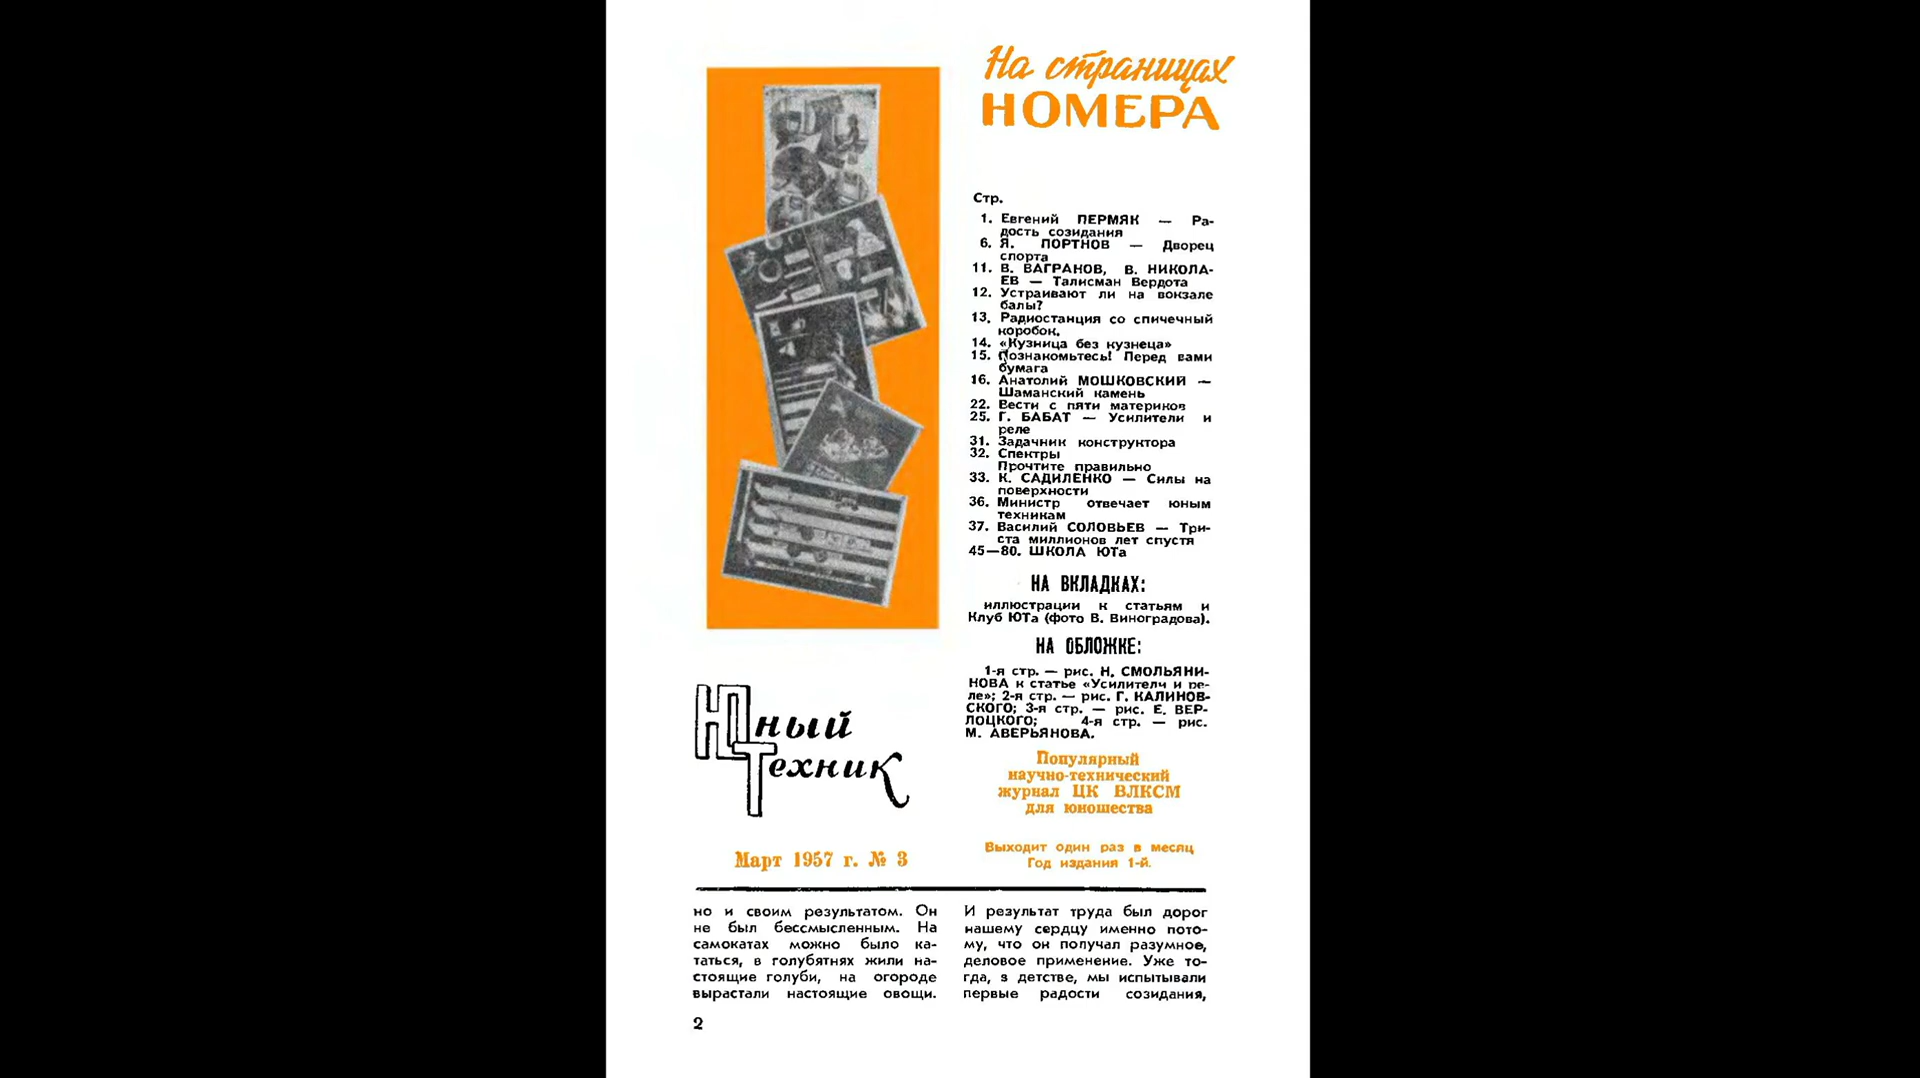 На страницах
НОМЕРА
Стр.
1. Евгений ПЕРМЯК — Ра-
дость созидания
6. Я. ПОРТНОВ — Дворец
спорта
11. В. ВАГРАНОВ, В. НИКОЛА-
ЕВ — Талисман Вердота
12. Устраивают ли на вокзале
балы?
13. Радиостанция со спичечный
коробок.
14. «Кузница без кузнеца»
15. Познакомьтесь! Перед вами
бумага
16. Анатолий МОШКОВСКИЙ —
Шаманский камень
22. Вести с пяти материков
25. Г. БАБАТ — Усилители и
реле
31. Задачник конструктора
32. Спектры
Прочтите правильно
33. К. САДИЛЕНКО — Силы на
поверхности
36. Министр отвечает юным
техникам
37. Василий СОЛОВЬЕВ — Три-
ста миллионов лет спустя
45—80. ШКОЛА ЮТа
НА ВКЛАДКАХ:
иллюстрации к статьям и
Клуб ЮТа (фото В. Виноградова).
НА ОБЛОЖКЕ:
1-я стр. — рис. Н. СМОЛЬЯНИ-
НОВА к статье «Усилители и ре-
ле»; 2-я стр. — рис. Г. КАЛИНОВ-
СКОГО; 3-я стр. — рис. Е. ВЕР-
ЛОЦКОГО; 4-я стр. — рис.
М. АВЕРЬЯНОВА.
Популярный
научно-технический
журнал ЦК ВЛКСМ
для юношества
Выходит один раз в месяц
Год издания 1-й.
Юный
Техник
Март 1957 г. № 3
но и своим результатом. Он
не был бессмысленным. На
самокатах можно было ка-
таться, в голубятнях жили на-
стоящие голуби, на огороде
вырастали настоящие овощи.
И результат труда был дорог
нашему сердцу именно пото-
му, что он получал разумное,
деловое применение. Уже то-
гда, в детстве, мы испытывали
первые радости созидания,
2